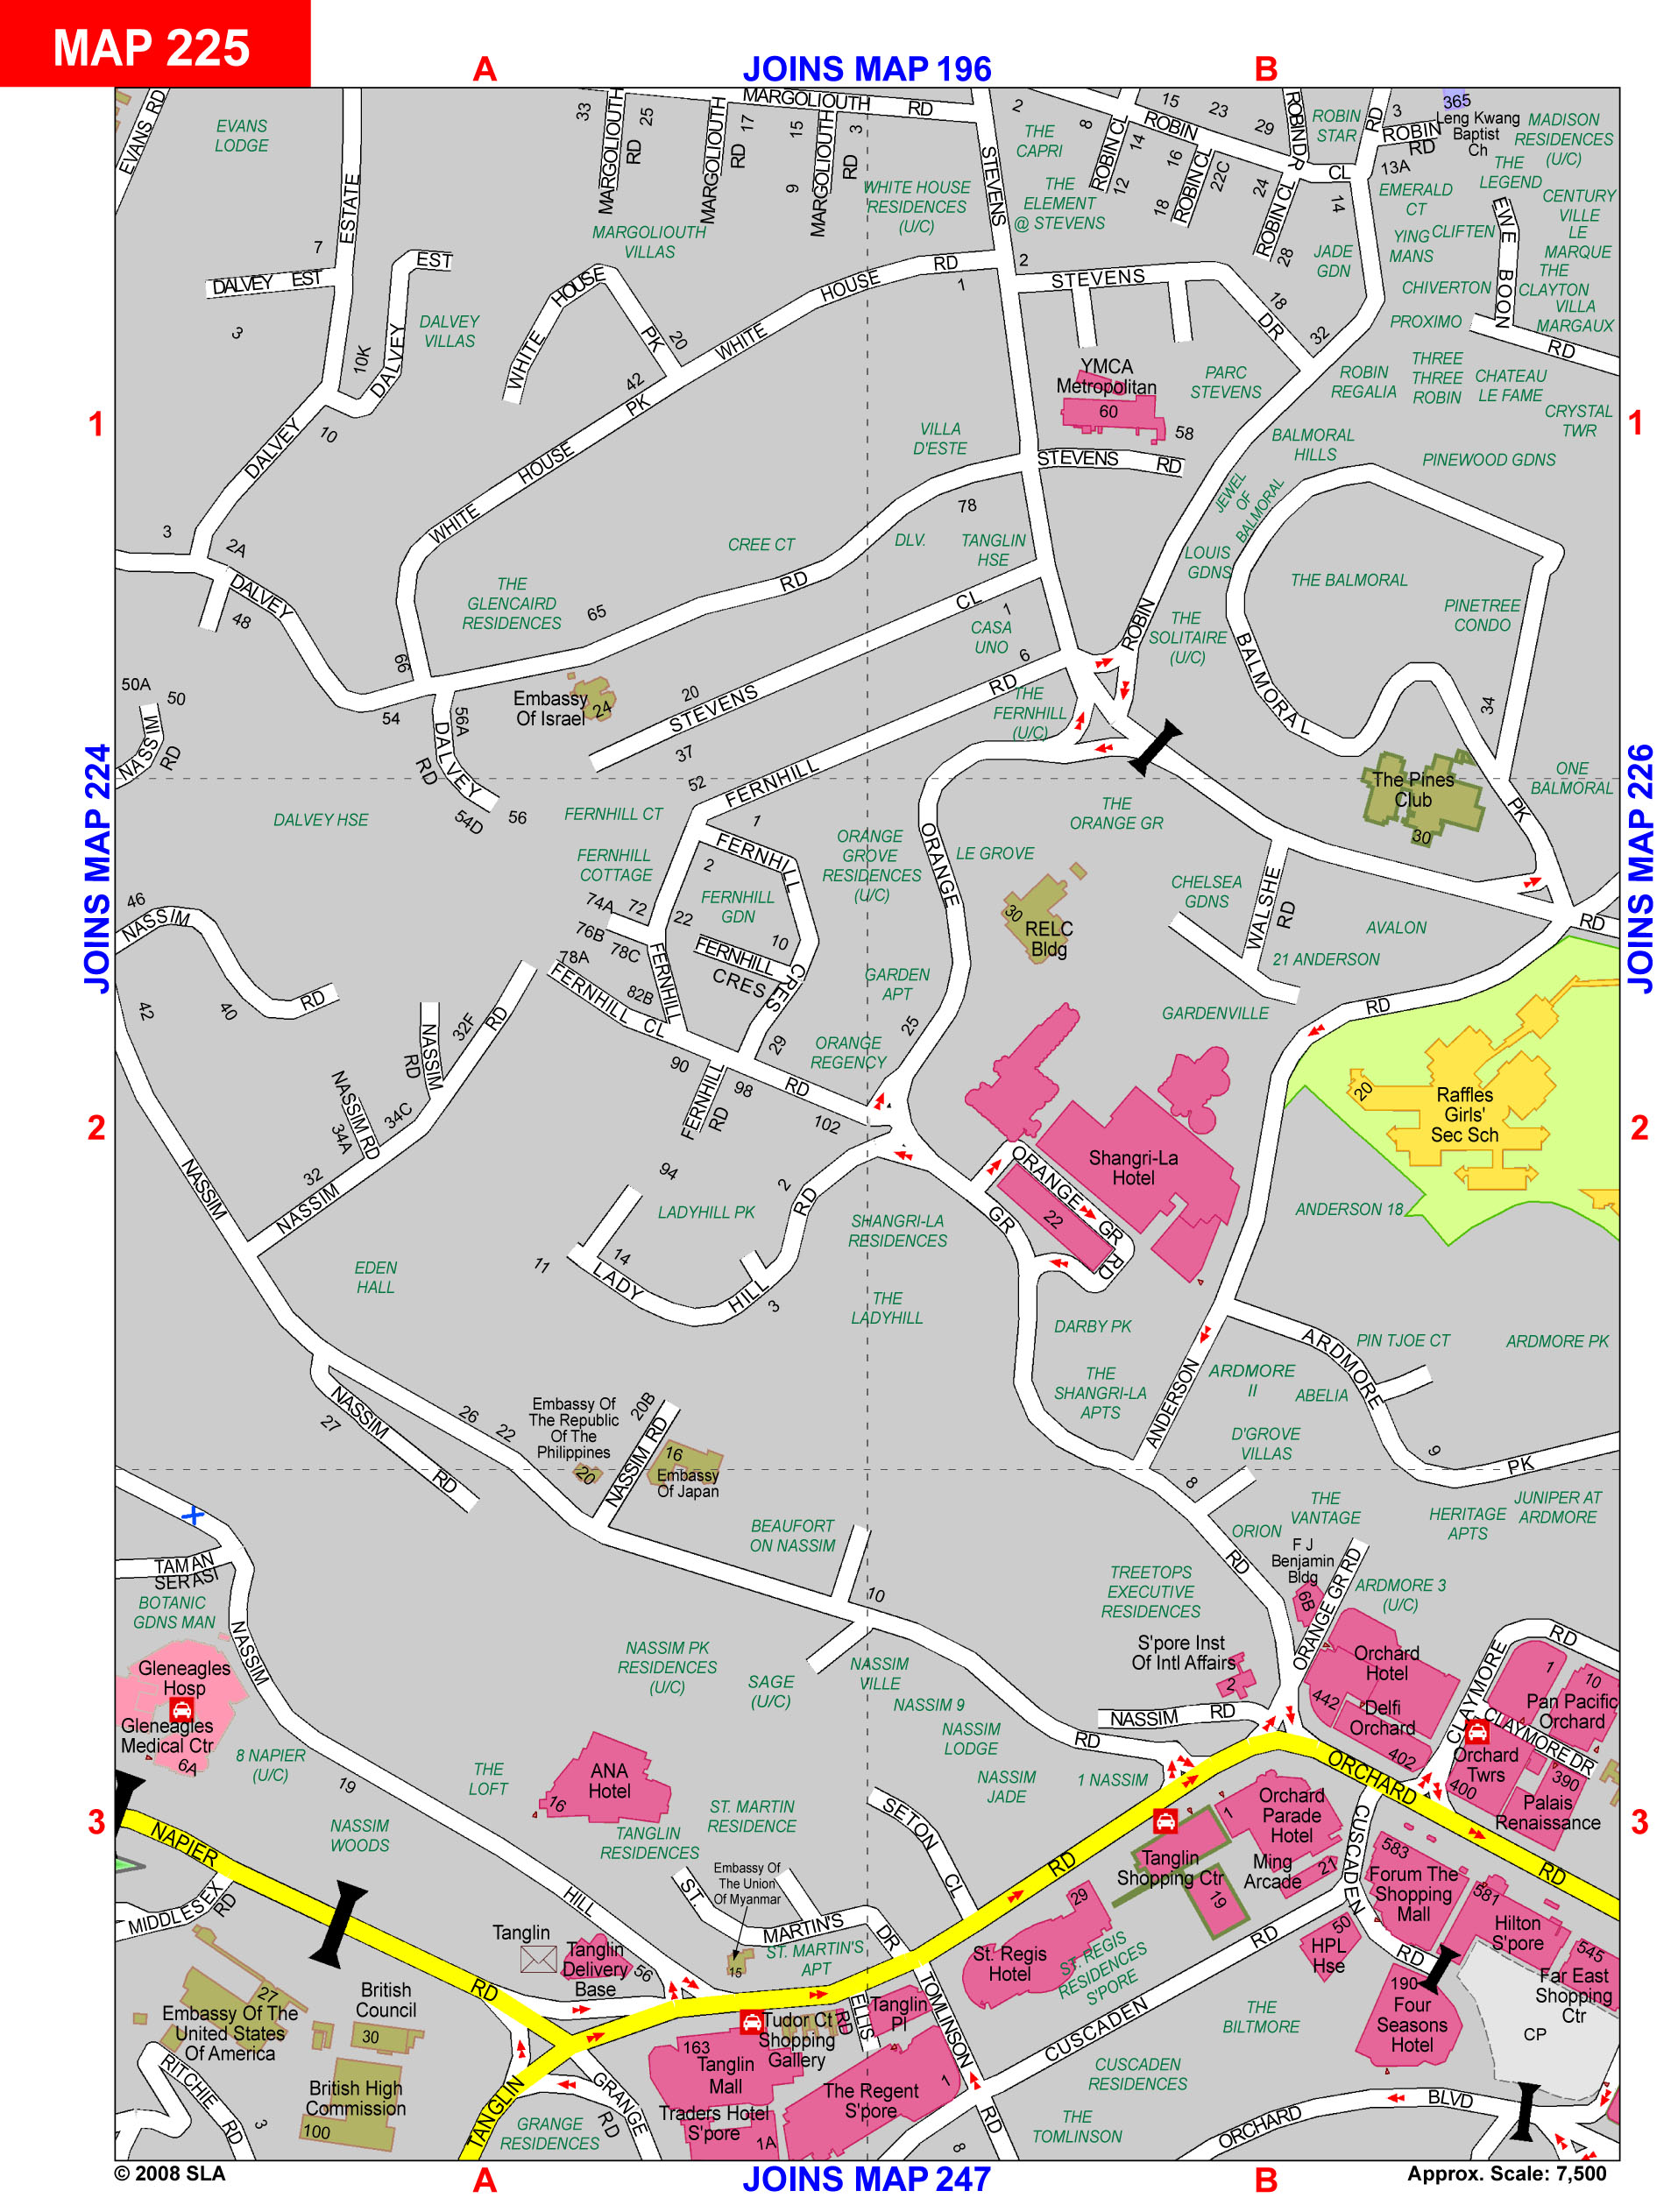 MAP 225
A
JOINS MAP 196
B
EVANS RD
EVANS
LODGE
ESTATE
7
DALVEY EST
3
EST
DALVEY
10K
DALVEY
VILLAS
10
DALVEY
3
2A
DALVEY
48
33
MARGOLIOUTH
RD
25
MARGOLIOUTH RD
MARGOLIOUTH
RD
17
15
9
MARGOLIOUTH
RD
3
MARGOLIOUTH
VILLAS
WHITE HOUSE
RESIDENCES
(U/C)
STEVENS
2
THE
CAPRI
THE
ELEMENT
@ STEVENS
8
ROBIN CL
14
12
15
ROBIN
23
29
16
18
ROBIN CL
22C
24
ROBIN CL
28
ROBIN DR
CL
14
ROBIN
STAR
RD
3
ROBIN
RD
13A
365
Leng Kwang
Baptist
Ch
MADISON
RESIDENCES
(U/C)
THE
LEGEND
EMERALD
CT
CENTURY
VILLE
LE
MARQUE
YING
MANS
CLIFTEN
JADE
GDN
EWE BOON
RD
THE
CLAYTON
CHIVERTON
VILLA
MARGAUX
PROXIMO
WHITE HOUSE PK
20
WHITE HOUSE RD
1
2
42
WHITE HOUSE PK
STEVENS DR
18
32
YMCA
Metropolitan
60
58
PARC
STEVENS
ROBIN
REGALIA
THREE
THREE
ROBIN
CHATEAU
LE FAME
CRYSTAL
TWR
BALMORAL
HILLS
PINEWOOD GDNS
VILLA
D'ESTE
STEVENS RD
78
JEWEL
OF
BALMORAL
1
1
CREE CT
DLV.
TANGLIN
HSE
LOUIS
GDNS
THE BALMORAL
PINETREE
CONDO
THE
GLENCAIRD
RESIDENCES
65
RD
66
54
STEVENS CL
1
20
37
CASA
UNO
6
THE
SOLITAIRE
(U/C)
ROBIN
BALMORAL
34
PK
50A
50
NASSIM
RD
56A
DALVEY
RD
54D
56
Embassy
Of Israel
24
FERNHILL RD
52
THE
FERNHILL
(U/C)
The Pines
Club
30
ONE
BALMORAL
JOINS MAP 224
JOINS MAP 226
DALVEY HSE
FERNHILL CT
FERNHILL
COTTAGE
1
FERNHILL
CRES
2
FERNHILL
GDN
10
FERNHILL
CRES
74A
72
22
76B
78C
78A
82B
FERNHILL
FERNHILL CL
29
90
98
RD
102
FERNHILL
RD
94
ORANGE
GROVE
RESIDENCES
(U/C)
ORANGE
LE GROVE
THE
ORANGE GR
30
RELC
Bldg
CHELSEA
GDNS
WALSHE
RD
AVALON
21 ANDERSON
RD
GARDEN
APT
25
ORANGE
REGENCY
GARDENVILLE
RD
46
NASSIM
40
RD
42
NASSIM
RD
32F
RD
NASSIM RD
34A
34C
32
NASSIM
NASSIM
2
2
20
Raffles
Girls'
Sec Sch
Shangri-La
Hotel
ORANGE GR
RD
22
GR
ANDERSON 18
SHANGRI-LA
RESIDENCES
LADYHILL PK
2
RD
11
14
LADY HILL
3
EDEN
HALL
THE
LADYHILL
DARBY PK
THE
SHANGRI-LA
APTS
ANDERSON
ARDMORE
II
ABELIA
ARDMORE
PIN TJOE CT
ARDMORE PK
D'GROVE
VILLAS
9
PK
27
NASSIM
RD
26
22
Embassy Of
The Republic
Of The
Philippines
20
20B
NASSIM RD
16
Embassy
Of Japan
8
THE
VANTAGE
HERITAGE
APTS
JUNIPER AT
ARDMORE
ORION
BEAUFORT
ON NASSIM
10
RD
F J
Benjamin
Bldg
6B
ORANGE GR RD
ARDMORE 3
(U/C)
TREETOPS
EXECUTIVE
RESIDENCES
TAMAN
SERASI
BOTANIC
GDNS MAN
NASSIM
Gleneagles
Hosp
Gleneagles
Medical Ctr
6A
8 NAPIER
(U/C)
19
NASSIM PK
RESIDENCES
(U/C)
SAGE
(U/C)
NASSIM
VILLE
NASSIM 9
NASSIM
LODGE
NASSIM
JADE
S'pore Inst
Of Intl Affairs
2
NASSIM RD
RD
1 NASSIM
Orchard
Hotel
442
Delfi
Orchard
402
CLAYMORE
RD
1
10
Pan Pacific
Orchard
CLAYMORE DR
Orchard
Twrs
400
390
Palais
Renaissance
ORCHARD
RD
3
3
THE
LOFT
ANA
Hotel
16
ST. MARTIN
RESIDENCE
TANGLIN
RESIDENCES
NASSIM
WOODS
NAPIER
RD
MIDDLESEX
RD
HILL
SETON CL
RD
Orchard
Parade
Hotel
1
Tanglin
Shopping Ctr
19
Ming
Arcade
21
CUSCADEN
RD
583
Forum The
Shopping
Mall
581
Hilton
S'pore
545
Far East
Shopping
Ctr
CP
50
HPL
Hse
190
Four
Seasons
Hotel
Embassy Of
The Union
Of Myanmar
15
ST. MARTIN'S DR
ST. MARTIN'S
APT
29
St. Regis
Hotel
ST. REGIS
RESIDENCES
S'PORE
Tanglin
Tanglin
Delivery
Base
56
27
Embassy Of The
United States
Of America
British
Council
30
British High
Commission
100
RITCHIE RD
3
TANGLIN
GRANGE
RD
GRANGE
RESIDENCES
163
Tanglin
Mall
Tudor Ct
Shopping
Gallery
ELLIS
RD
Tanglin
Pl
TOMLINSON
RD
Traders Hotel
S'pore
1A
The Regent
S'pore
1
8
CUSCADEN RD
THE
BILTMORE
CUSCADEN
RESIDENCES
THE
TOMLINSON
ORCHARD BLVD
© 2008 SLA
A
JOINS MAP 247
B
Approx. Scale: 7,500